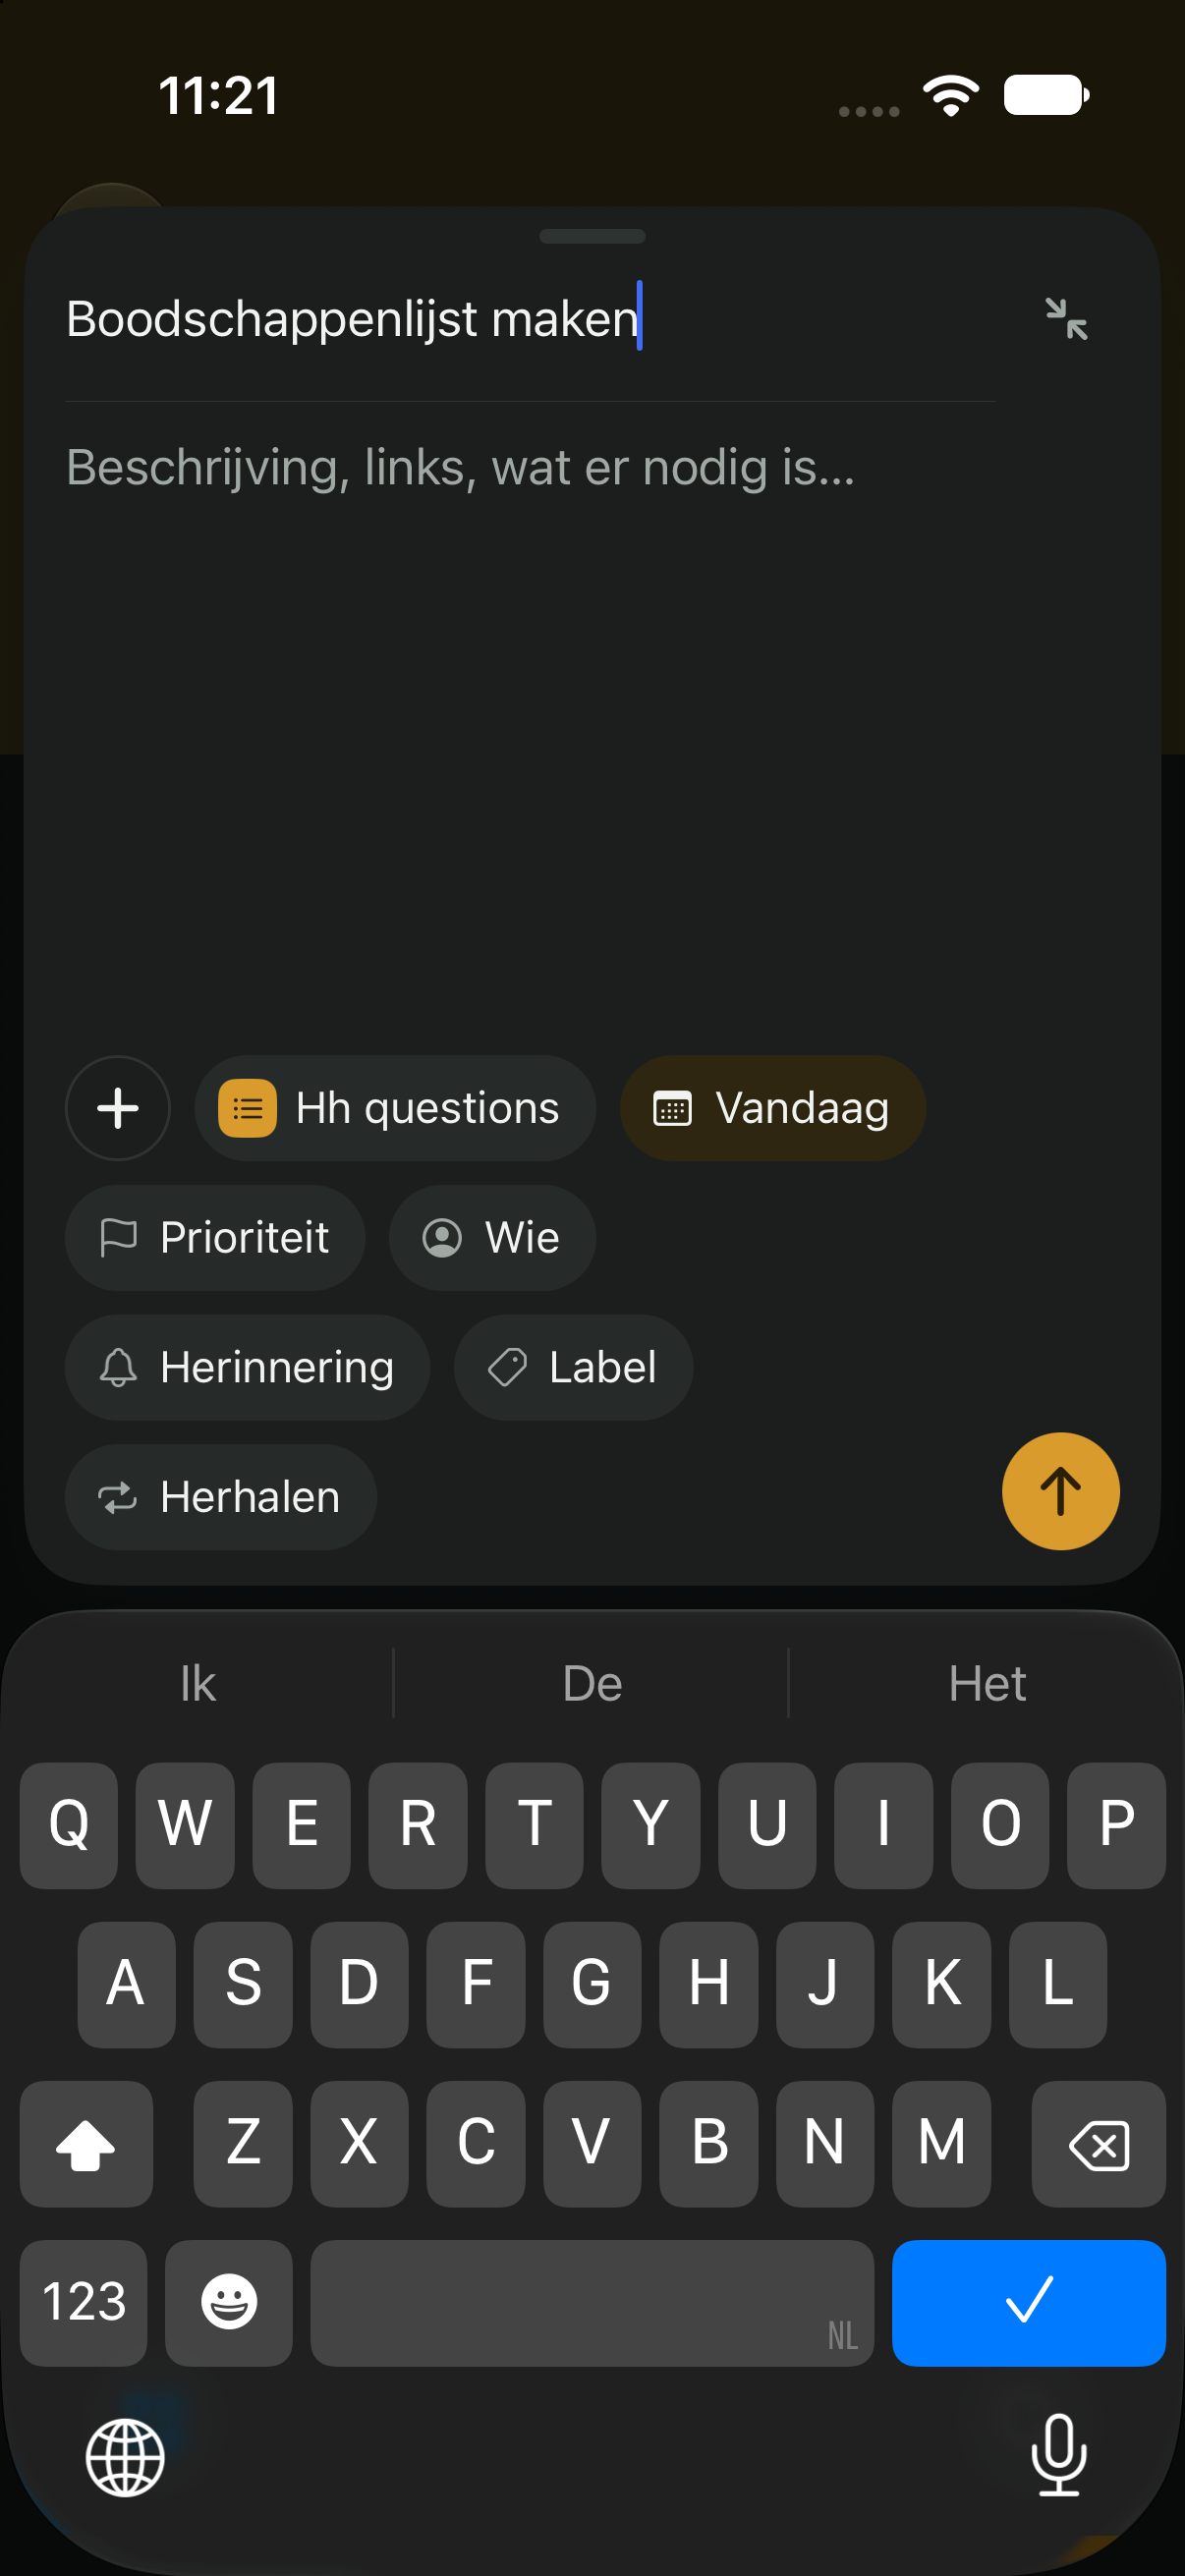 11:21
Boodschappenlijst maken
Beschrijving, links, wat er nodig is...
Hh questions
Vandaag
Prioriteit
Wie
Herinnering
Label
Herhalen
Ik
De
Het
Q W E R T Y U I O P
A S D F G H J K L
Z X C V B N M
123
NL